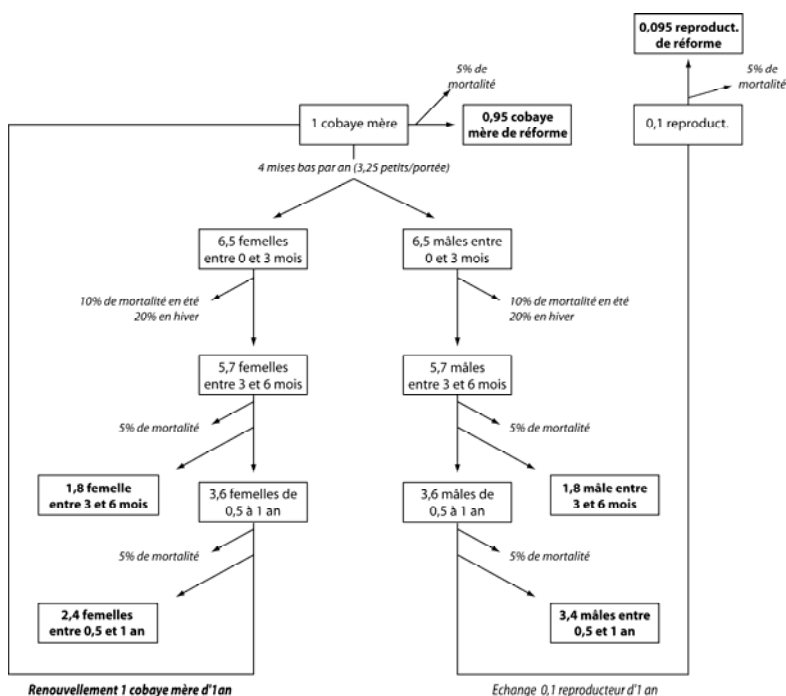 0,095 reproduct.
de réforme
5% de
mortalité
5% de
mortalité
1 cobaye mère
0,95 cobaye
mère de réforme
0,1 reproduct.
4 mises bas par an (3,25 petits/portée)
6,5 femelles
entre 0 et 3 mois
6,5 mâles entre
0 et 3 mois
10% de mortalité en été
20% en hiver
10% de mortalité en été
20% en hiver
5,7 femelles
entre 3 et 6 mois
5,7 mâles
entre 3 et 6 mois
5% de mortalité
5% de mortalité
1,8 femelle
entre 3 et 6 mois
3,6 femelles de
0,5 à 1 an
3,6 mâles de
0,5 à 1 an
1,8 mâle entre
3 et 6 mois
5% de mortalité
5% de mortalité
2,4 femelles
entre 0,5 et 1 an
3,4 mâles entre
0,5 et 1 an
Renouvellement 1 cobaye mère d'1an
Echange 0,1 reproducteur d'1 an